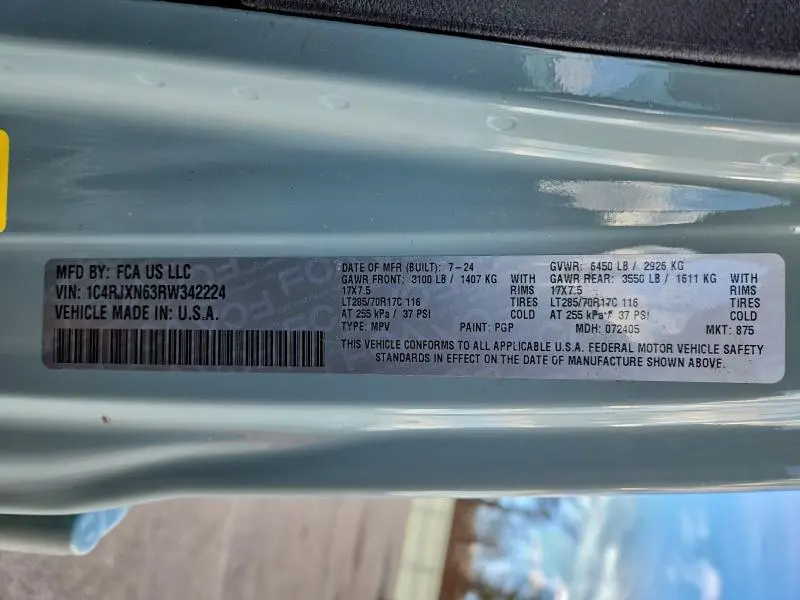 MFD BY: FCA US LLC
VIN: 1C4RJXN63RW342224
VEHICLE MADE IN: U.S.A.
DATE OF MFR (BUILT): 7-24 GVWR: 6450 LB / 2926 KG
GAWR FRONT: 3100 LB / 1407 KG WITH GAWR REAR: 3550 LB / 1611 KG WITH
17X7.5 RIMS 17X7.5 RIMS
LT285/70R17C 116 TIRES LT285/70R17C 116 TIRES
AT 255 kPa / 37 PSI COLD AT 255 kPa / 37 PSI COLD
TYPE: MPV PAINT: PGP MDH: 072405 MKT: 875
THIS VEHICLE CONFORMS TO ALL APPLICABLE U.S.A. FEDERAL MOTOR VEHICLE SAFETY
STANDARDS IN EFFECT ON THE DATE OF MANUFACTURE SHOWN ABOVE.